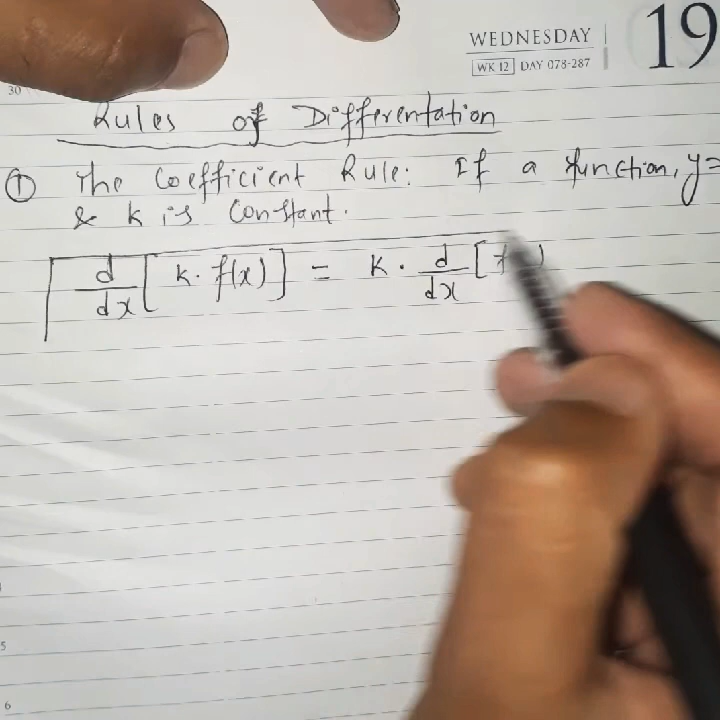 WEDNESDAY 19
WK 12 DAY 078-287
30
Rules of Differentation
① The Coefficient Rule: If a function, y=
& k is constant.
d/dx [k. f(x)] = k. d/dx [f )
5
6